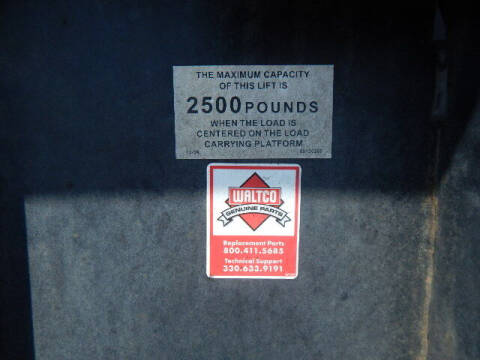 THE MAXIMUM CAPACITY
OF THIS LIFT IS
2500 POUNDS
WHEN THE LOAD IS
CENTERED ON THE LOAD
CARRYING PLATFORM
WALTCO
GENUINE PARTS
Replacement Parts
800.411.5685
Technical Support
330.633.9191